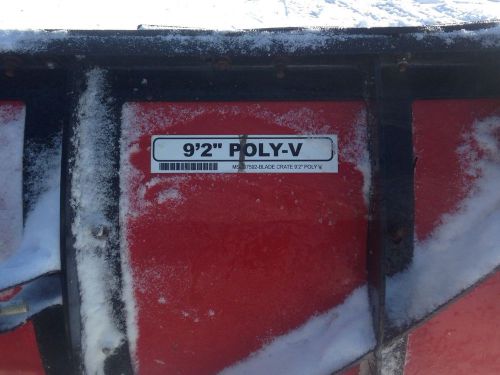 9'2" POLY-V
BLADE CRATE 9'2" POLY V